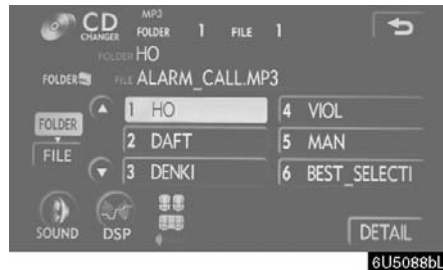 CD CHANGER MP3 FOLDER 1 FILE 1
FOLDER HO
FOLDER FILE ALARM_CALL.MP3
FOLDER
FILE
1 HO
2 DAFT
3 DENKI
4 VIOL
5 MAN
6 BEST_SELECTI
SOUND
DSP
DETAIL
6U5088bL